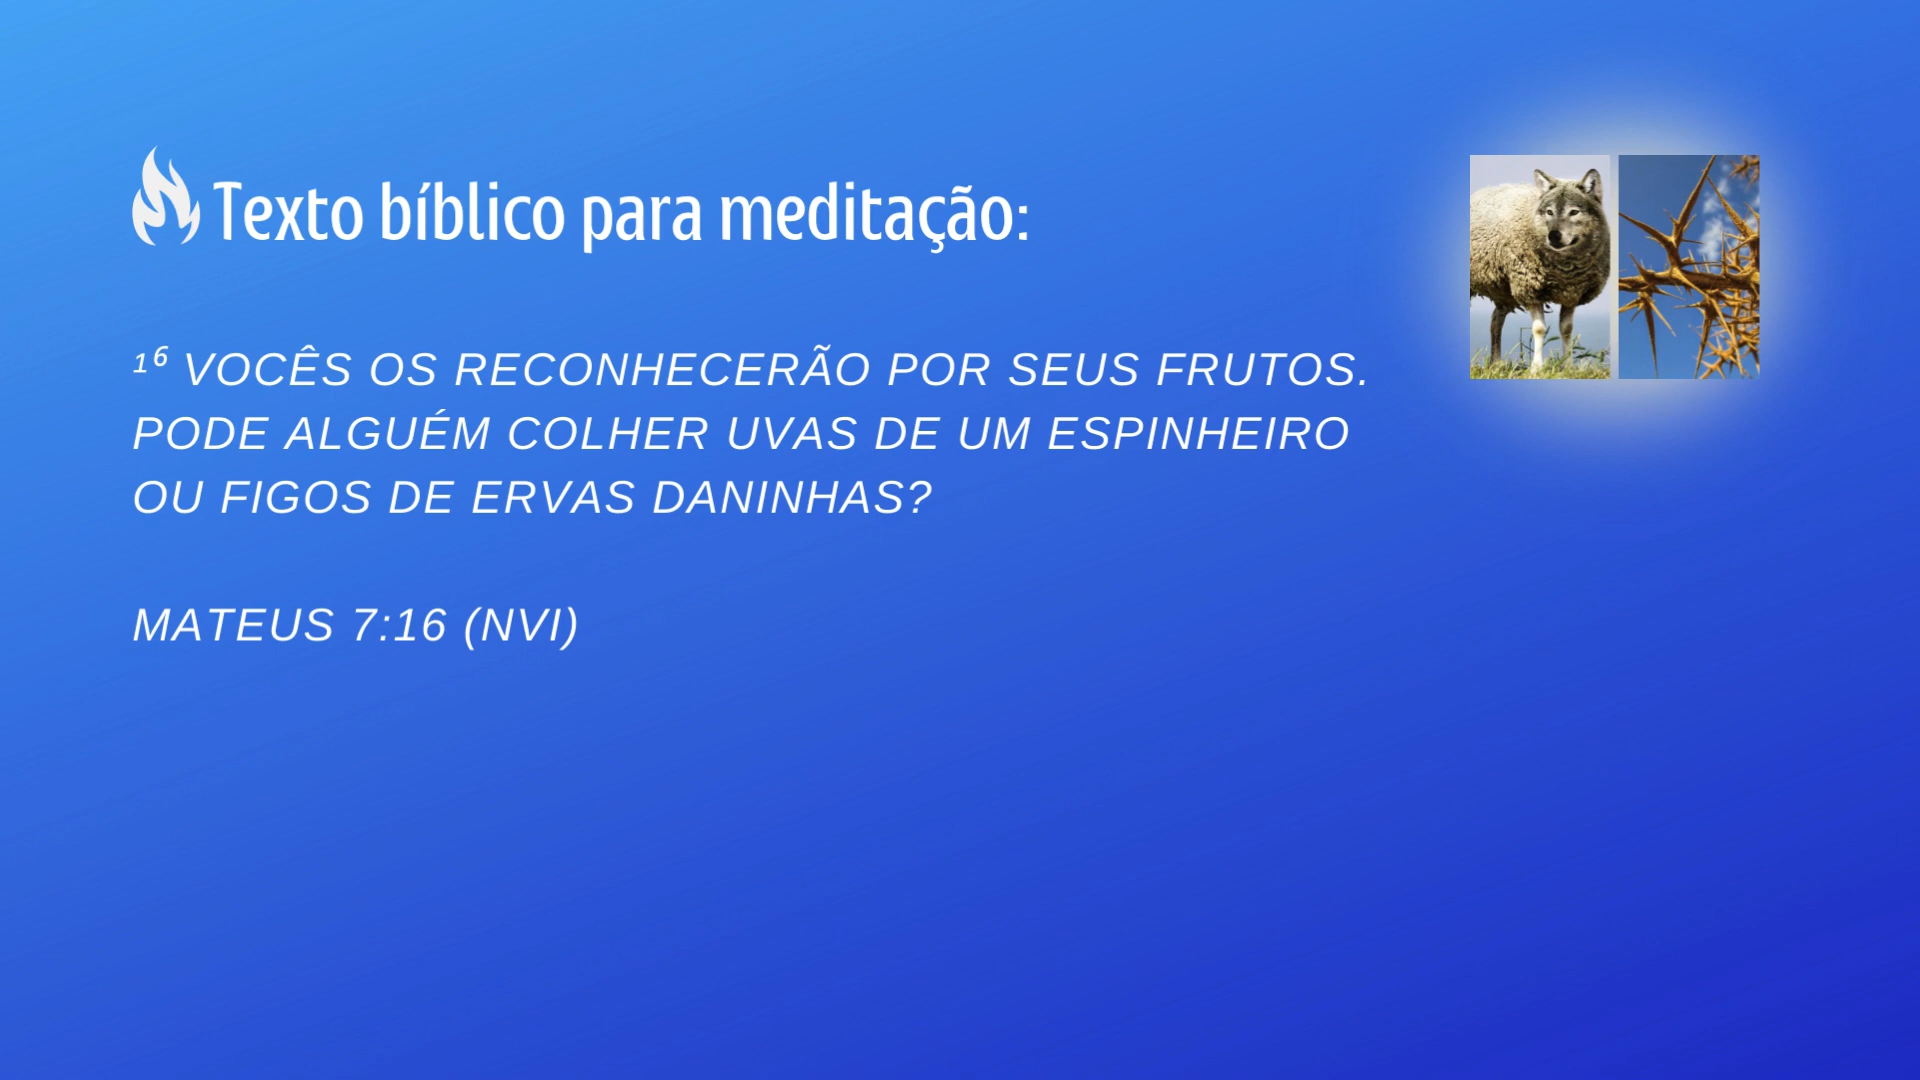 Texto bíblico para meditação:
¹⁶ VOCÊS OS RECONHECERÃO POR SEUS FRUTOS.
PODE ALGUÉM COLHER UVAS DE UM ESPINHEIRO
OU FIGOS DE ERVAS DANINHAS?
MATEUS 7:16 (NVI)